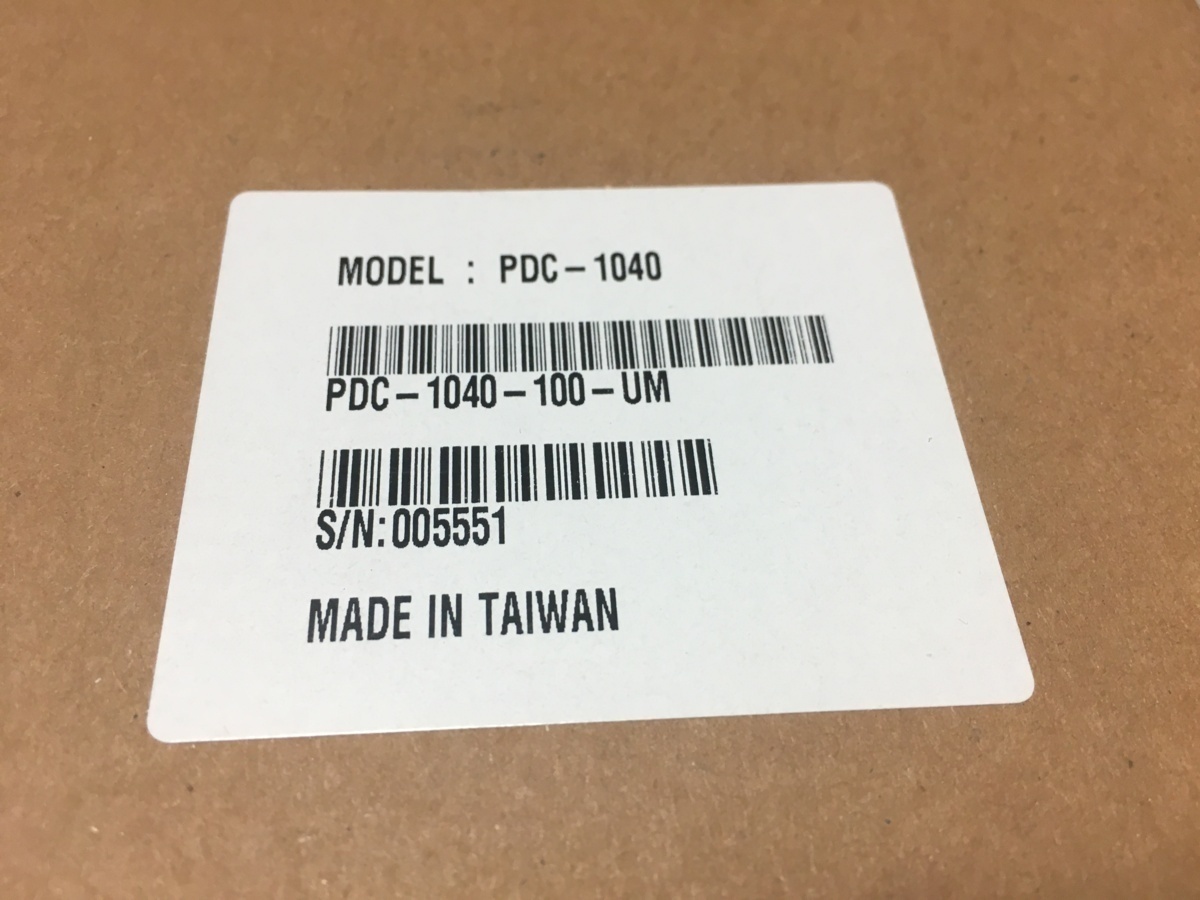 MODEL : PDC-1040
PDC-1040-100-UM
S/N:005551
MADE IN TAIWAN